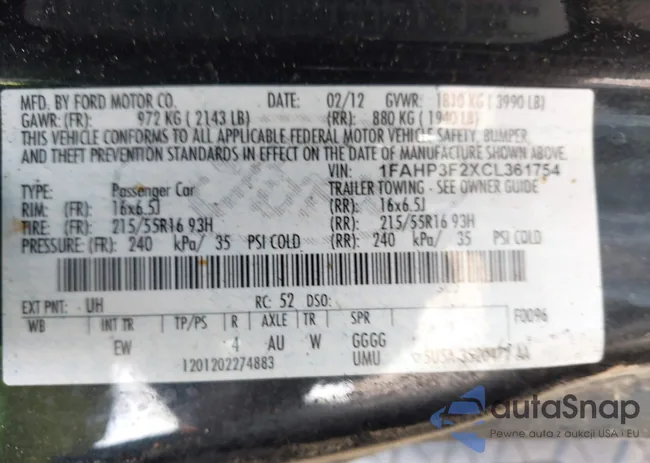 MFD. BY FORD MOTOR CO. DATE: 02/12 GVWR: 1810 KG ( 3990 LB)
GAWR: (FR): 972 KG ( 2143 LB) (RR): 880 KG ( 1940 LB)
THIS VEHICLE CONFORMS TO ALL APPLICABLE FEDERAL MOTOR VEHICLE SAFETY, BUMPER,
AND THEFT PREVENTION STANDARDS IN EFFECT ON THE DATE OF MANUFACTURE SHOWN ABOVE.
VIN: 1FAHP3F2XCL361754
TYPE: Passenger Car TRAILER TOWING - SEE OWNER GUIDE
RIM: (FR): 16x6.5J (RR): 16x6.5J
TIRE: (FR): 215/55R16 93H (RR): 215/55R16 93H
PRESSURE: (FR): 240 kPa/ 35 PSI COLD (RR): 240 kPa/ 35 PSI COLD
EXT PNT: UH RC: 52 DSO: F0096
WB INT TR TP/PS R AXLE TR SPR
EW 4 AU W GGGG
UMU
1201202274883
autaSnap
Pewne auta z aukcji USA i EU